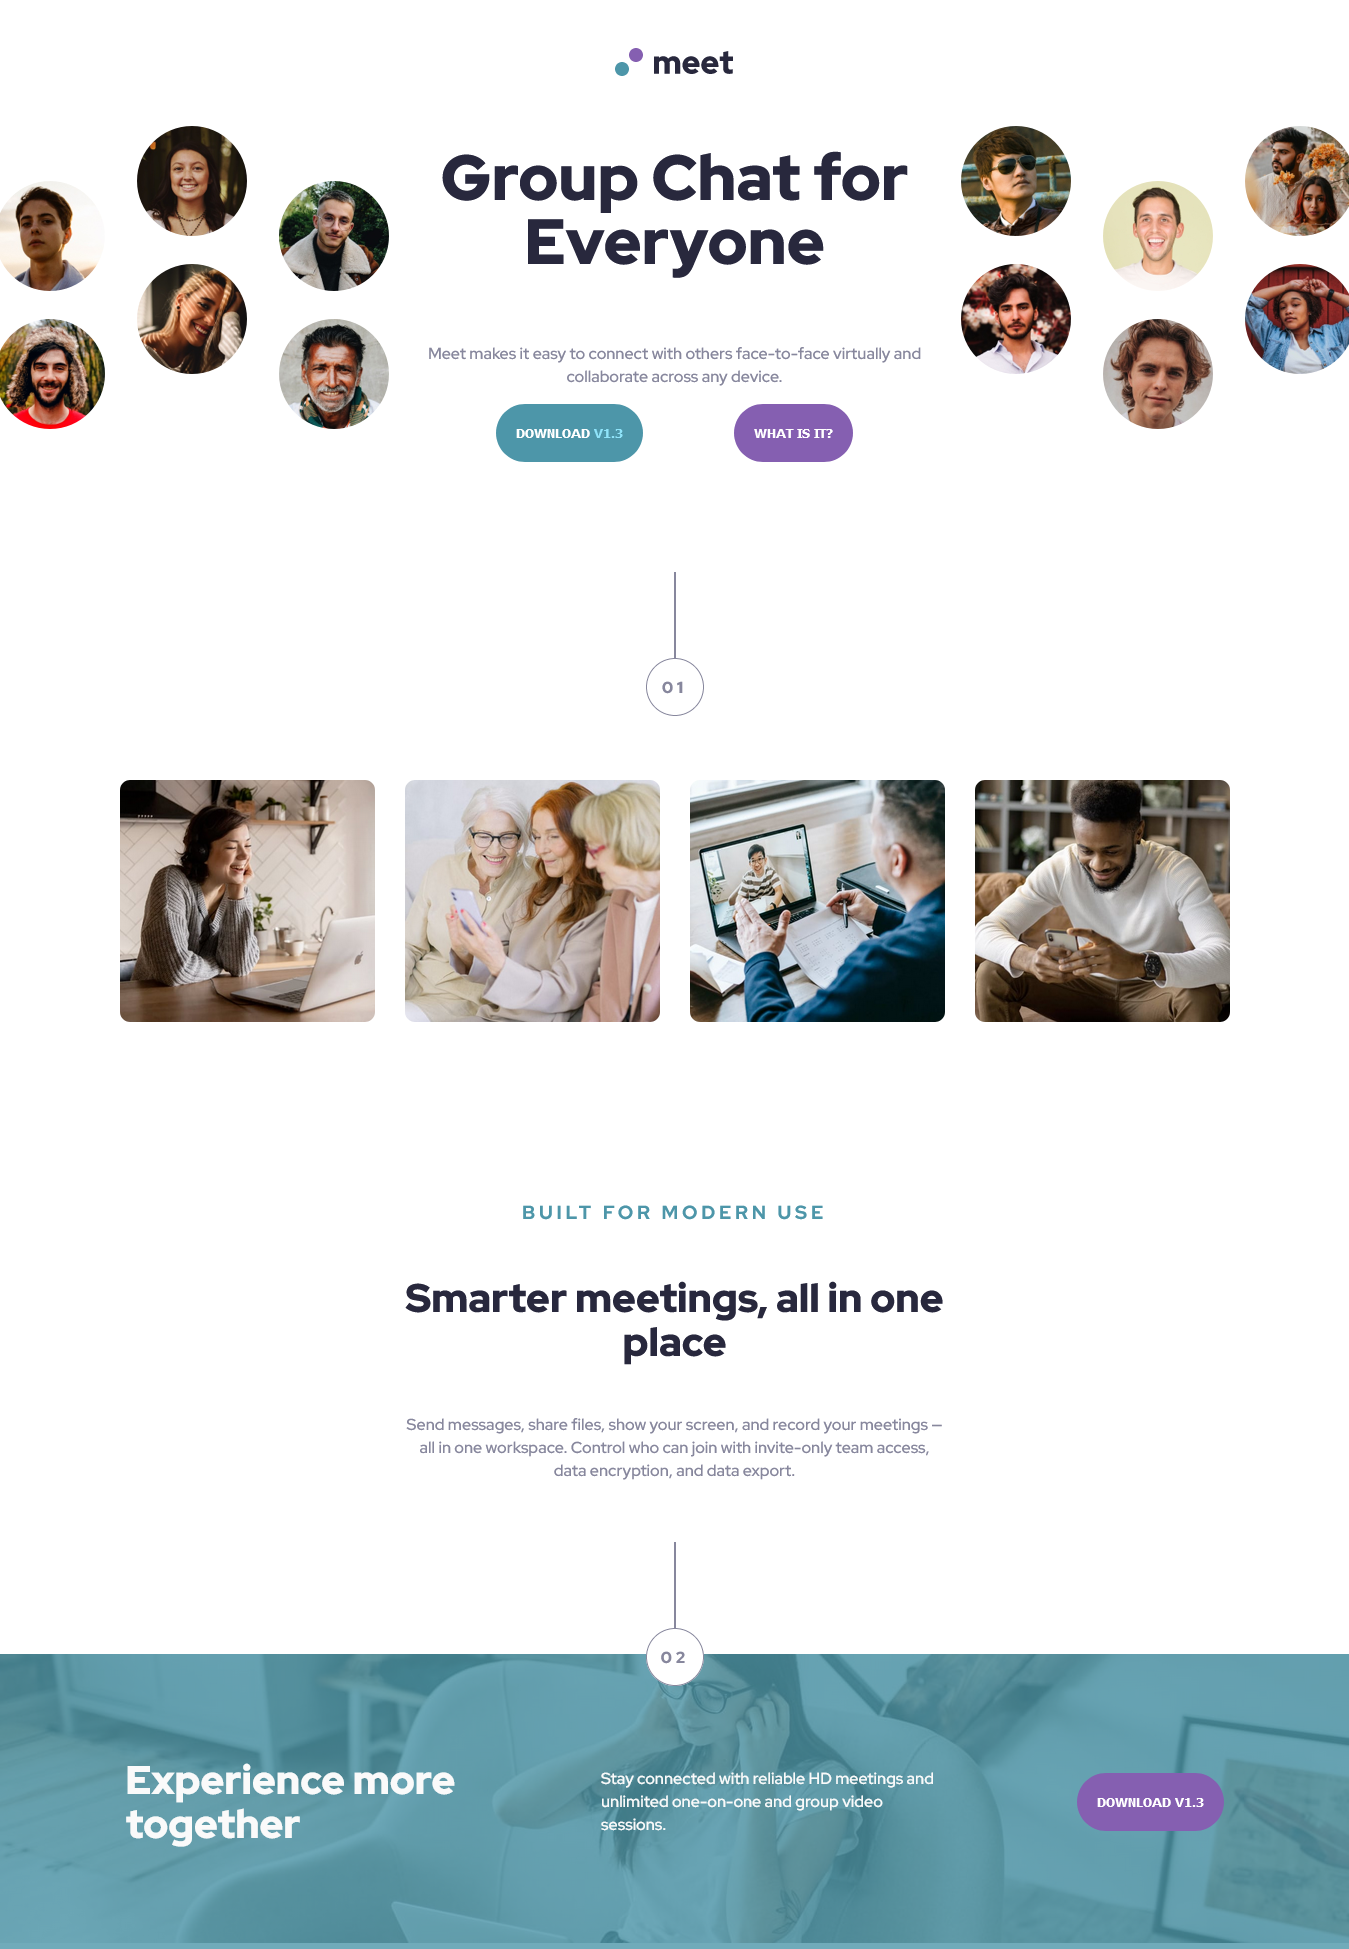 meet
Group Chat for
Everyone
Meet makes it easy to connect with others face-to-face virtually and
collaborate across any device.
DOWNLOAD V1.3
WHAT IS IT?
01
BUILT FOR MODERN USE
Smarter meetings, all in one
place
Send messages, share files, show your screen, and record your meetings —
all in one workspace. Control who can join with invite-only team access,
data encryption, and data export.
02
Experience more
together
Stay connected with reliable HD meetings and
unlimited one-on-one and group video
sessions.
DOWNLOAD V1.3